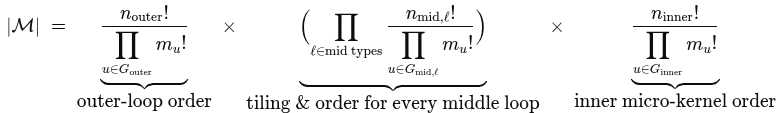 |ℳ| = n_outer! / ∏_{u∈G_outer} m_u! × ( ∏_{ℓ∈mid types} n_{mid,ℓ}! / ∏_{u∈G_{mid,ℓ}} m_u! ) × n_inner! / ∏_{u∈G_inner} m_u!
outer-loop order tiling & order for every middle loop inner micro-kernel order